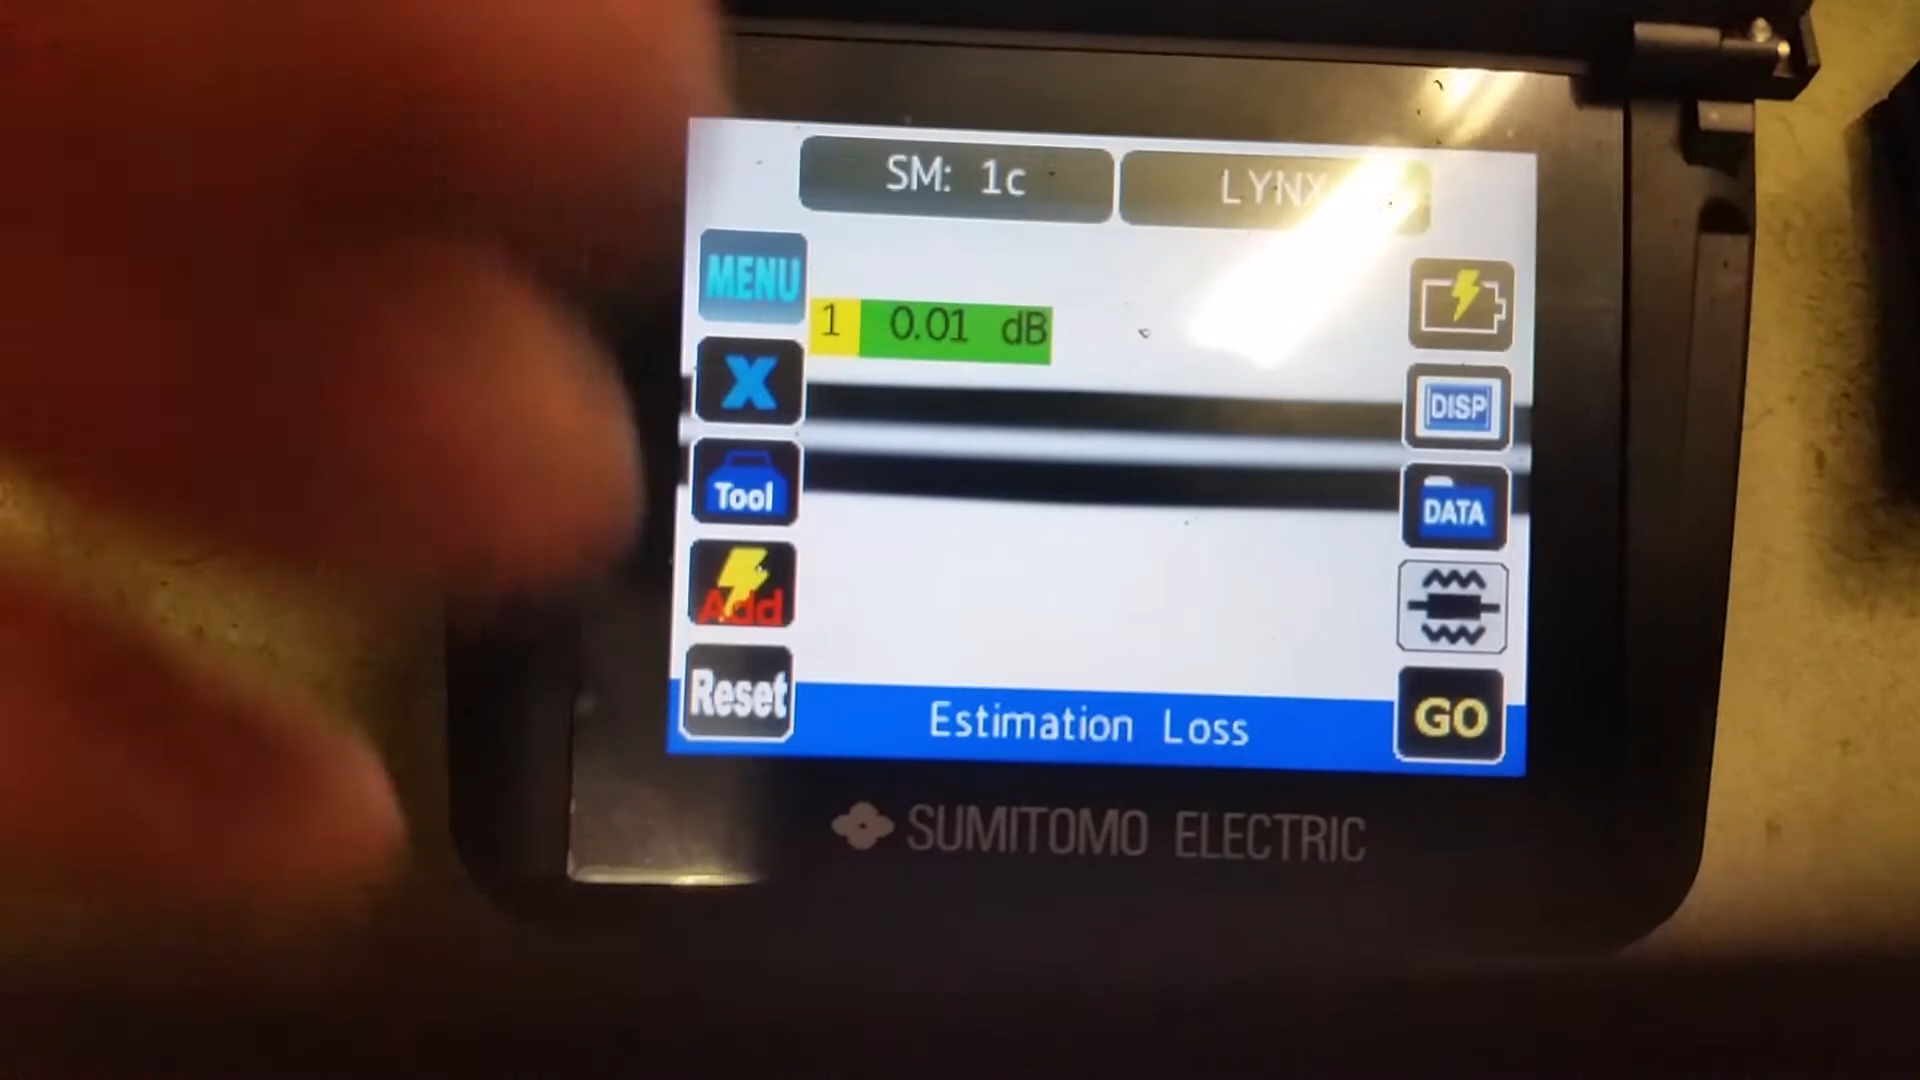 SM: 1c
LYNX
MENU
1 0.01 dB
X
DISP
Tool
DATA
Add
Reset
Estimation Loss
GO
SUMITOMO ELECTRIC